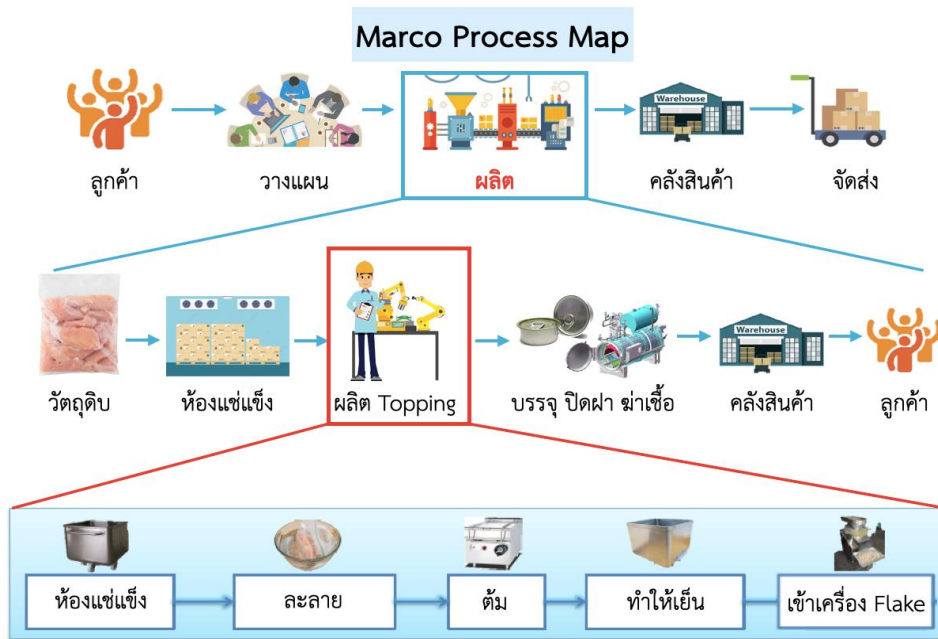 Marco Process Map
Warehouse
ลูกค้า
วางแผน
ผลิต
คลังสินค้า
จัดส่ง
Warehouse
วัตถุดิบ
ห้องแช่แข็ง
ผลิต Topping
บรรจุ ปิดฝา ฆ่าเชื้อ
คลังสินค้า
ลูกค้า
ห้องแช่แข็ง
ละลาย
ต้ม
ทำให้เย็น
เข้าเครื่อง Flake